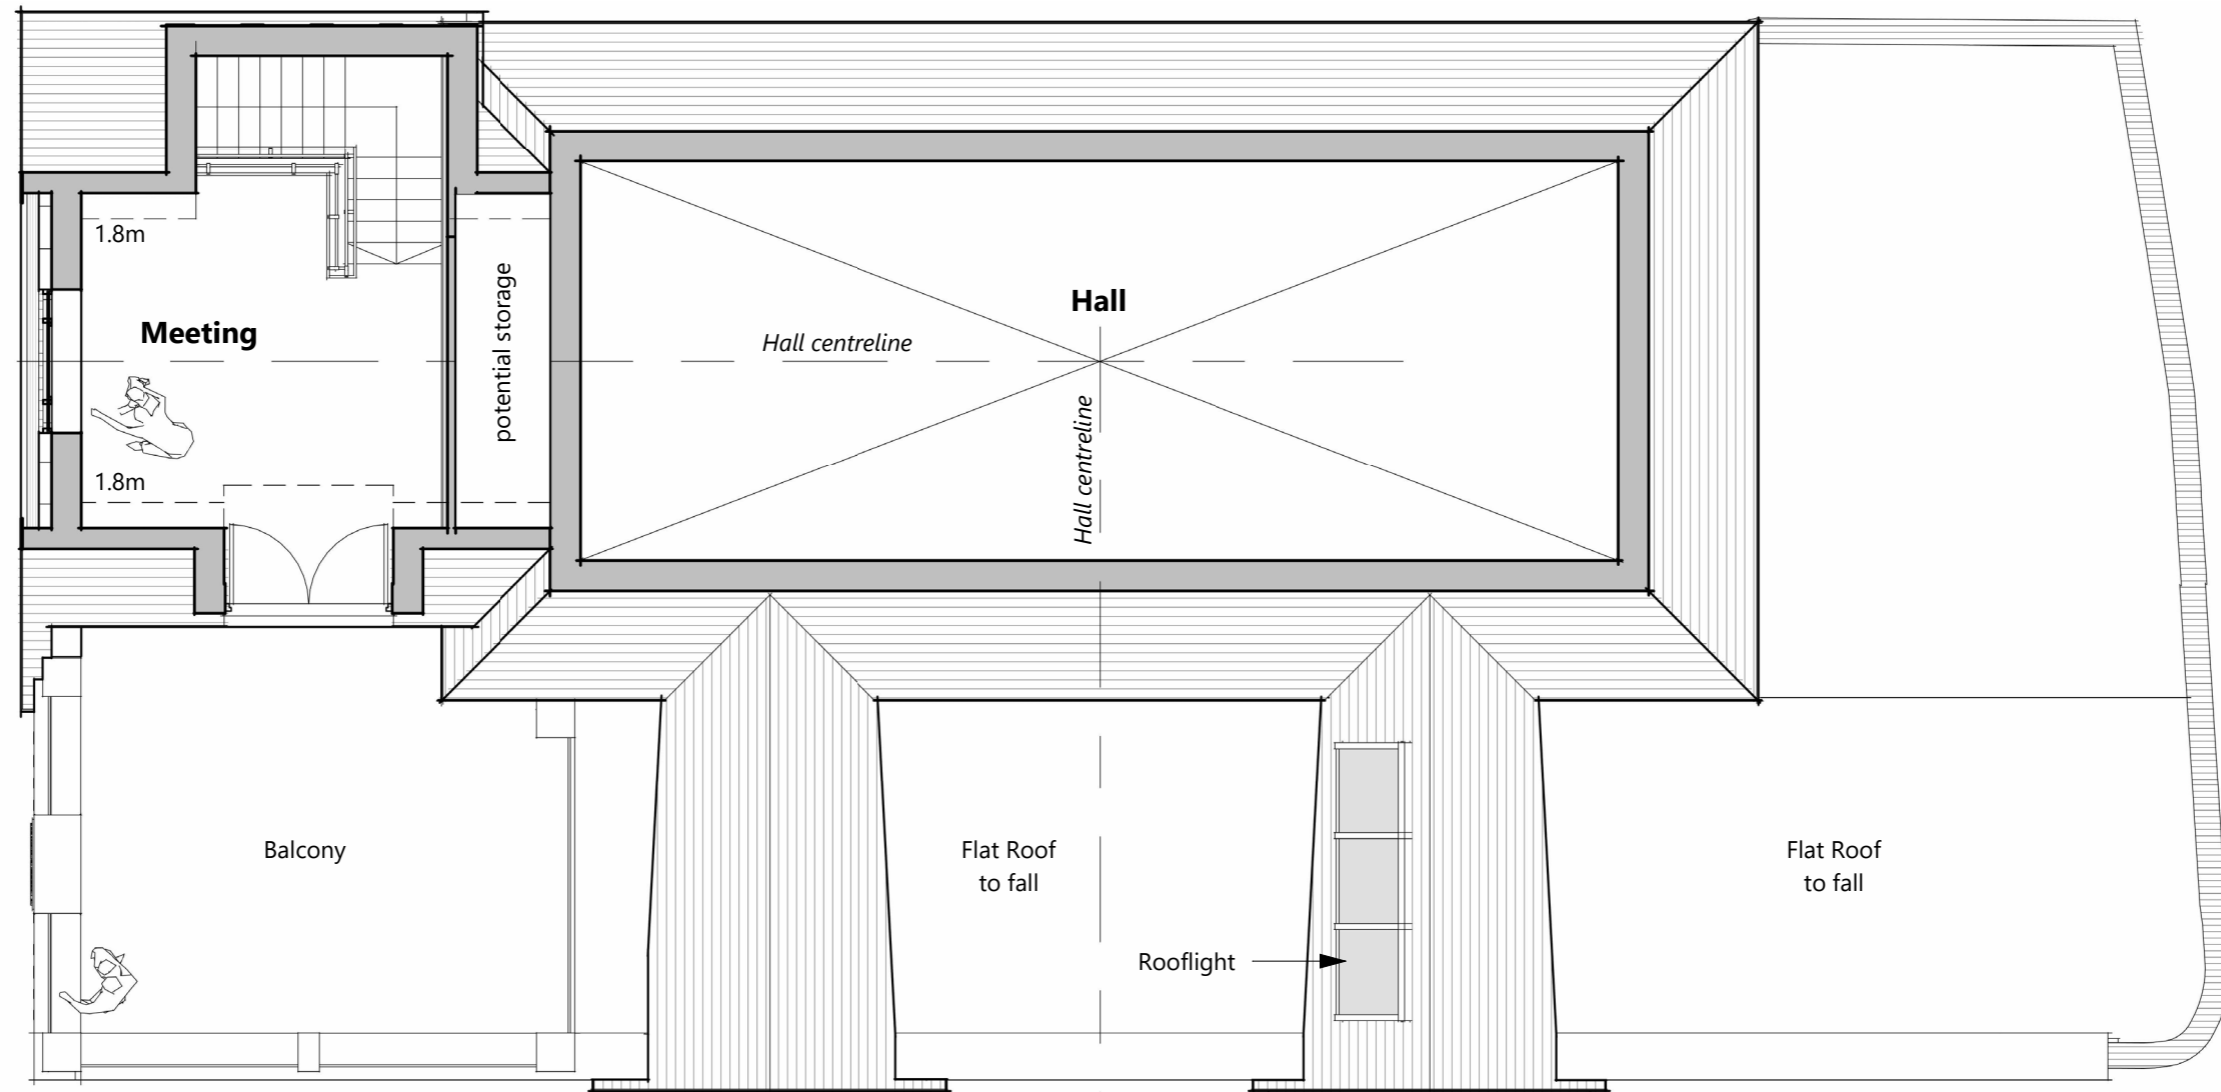 1.8m
Meeting
potential storage
Hall
Hall centreline
Hall centreline
1.8m
Balcony
Flat Roof
to fall
Flat Roof
to fall
Rooflight